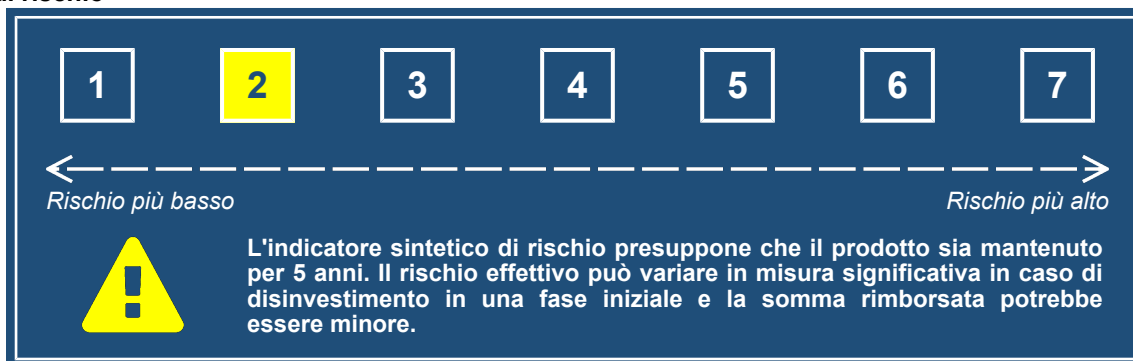 di rischio
1 2 3 4 5 6 7
Rischio più basso Rischio più alto
L'indicatore sintetico di rischio presuppone che il prodotto sia mantenuto
per 5 anni. Il rischio effettivo può variare in misura significativa in caso di
disinvestimento in una fase iniziale e la somma rimborsata potrebbe
essere minore.